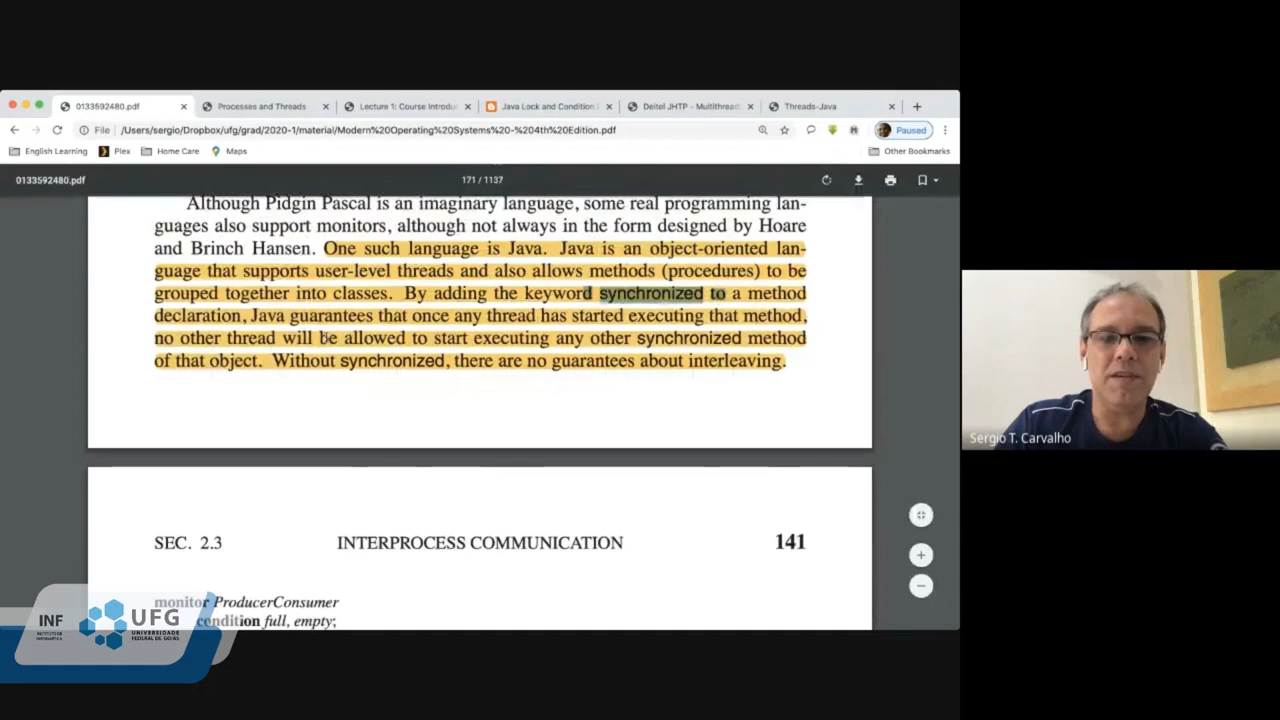 0133592480.pdf
Processes and Threads
Lecture 1: Course Introdu
Java Lock and Condition
Deitel JHTP - Multithread
Threads-Java
File
/Users/sergio/Dropbox/ufg/grad/2020-1/material/Modern%20Operating%20Systems%20-%204th%20Edition.pdf
Paused
English Learning
Plex
Home Care
Maps
Other Bookmarks
0133592480.pdf
171 / 1137
Although Pidgin Pascal is an imaginary language, some real programming lan-
guages also support monitors, although not always in the form designed by Hoare
and Brinch Hansen. One such language is Java. Java is an object-oriented lan-
guage that supports user-level threads and also allows methods (procedures) to be
grouped together into classes. By adding the keyword synchronized to a method
declaration, Java guarantees that once any thread has started executing that method,
no other thread will be allowed to start executing any other synchronized method
of that object. Without synchronized, there are no guarantees about interleaving.
Sergio T. Carvalho
SEC. 2.3
INTERPROCESS COMMUNICATION
141
monitor ProducerConsumer
condition full, empty;
INF
INSTITUTO DE
INFORMÁTICA
UFG
UNIVERSIDADE
FEDERAL DE GOIÁS